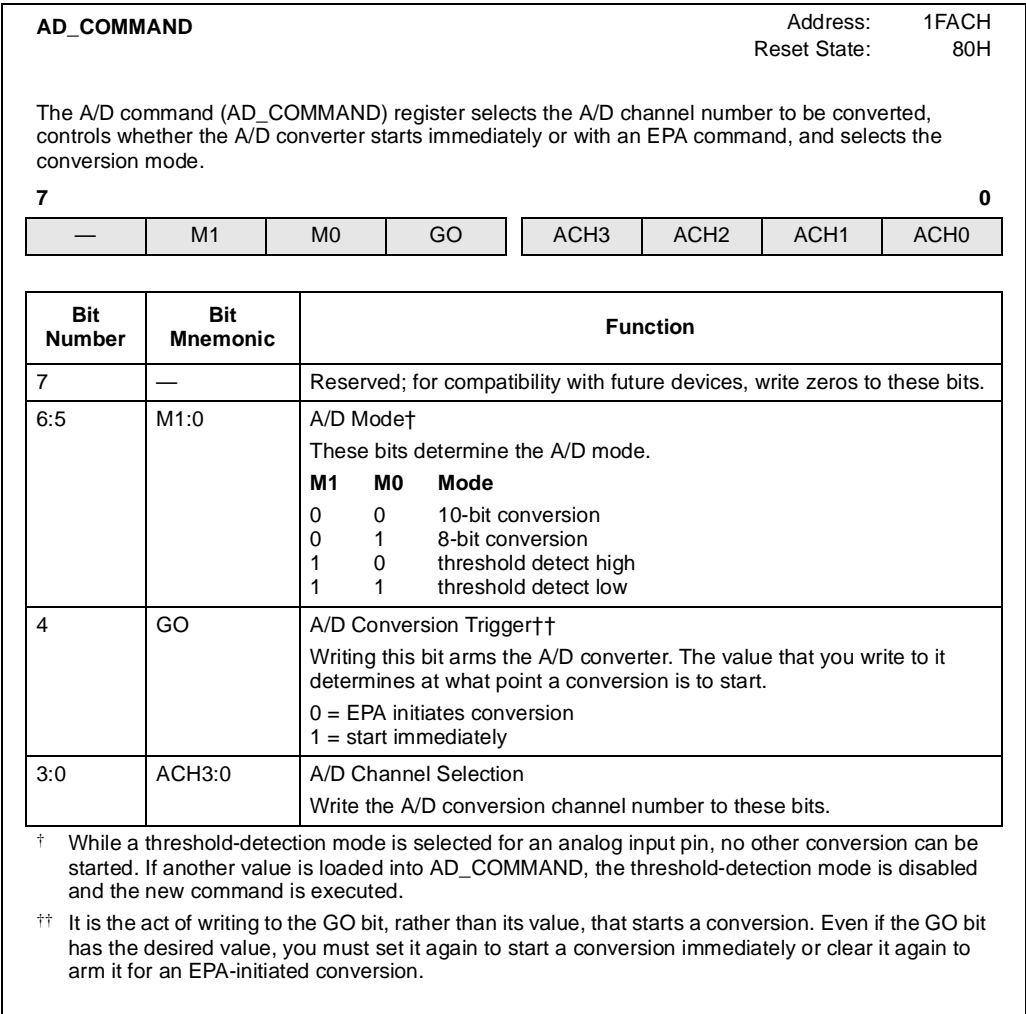 AD_COMMAND
Address: 1FACH
Reset State: 80H
The A/D command (AD_COMMAND) register selects the A/D channel number to be converted,
controls whether the A/D converter starts immediately or with an EPA command, and selects the
conversion mode.
7 0
— M1 M0 GO ACH3 ACH2 ACH1 ACH0
Bit Number Bit Mnemonic Function
7 — Reserved; for compatibility with future devices, write zeros to these bits.
6:5 M1:0 A/D Mode†
These bits determine the A/D mode.
M1 M0 Mode
0 0 10-bit conversion
0 1 8-bit conversion
1 0 threshold detect high
1 1 threshold detect low
4 GO A/D Conversion Trigger††
Writing this bit arms the A/D converter. The value that you write to it
determines at what point a conversion is to start.
0 = EPA initiates conversion
1 = start immediately
3:0 ACH3:0 A/D Channel Selection
Write the A/D conversion channel number to these bits.
† While a threshold-detection mode is selected for an analog input pin, no other conversion can be
started. If another value is loaded into AD_COMMAND, the threshold-detection mode is disabled
and the new command is executed.
†† It is the act of writing to the GO bit, rather than its value, that starts a conversion. Even if the GO bit
has the desired value, you must set it again to start a conversion immediately or clear it again to
arm it for an EPA-initiated conversion.